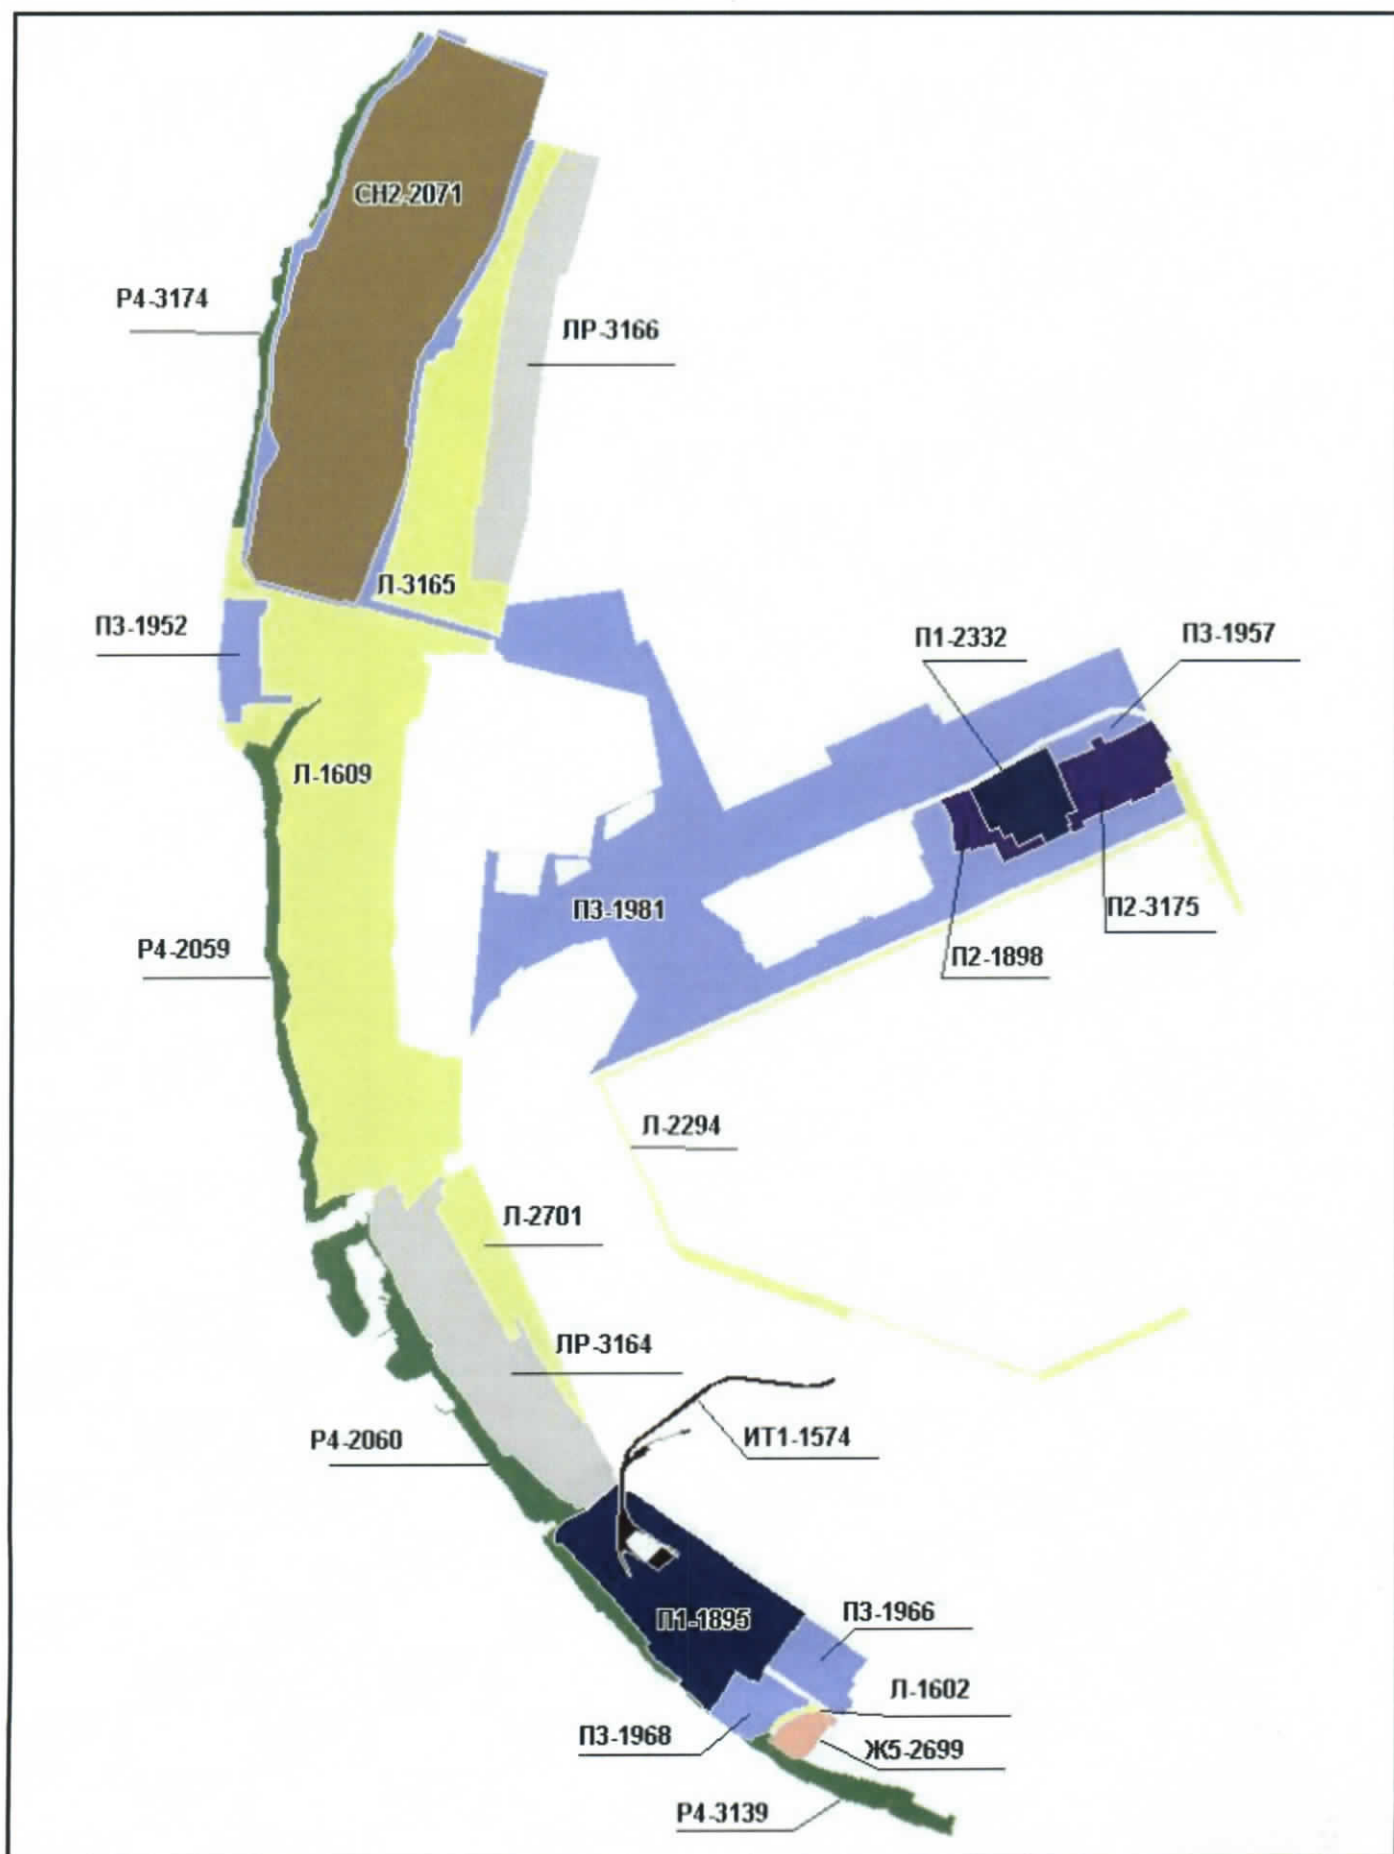 СН2-2071
Р4-3174
ЛР-3166
Л-3165
П3-1952
П1-2332
П3-1957
Л-1609
П3-1981
П2-3175
Р4-2059
П2-1898
Л-2294
Л-2701
ЛР-3164
Р4-2060
ИТ1-1574
П1-1895
П3-1966
Л-1602
П3-1968
Ж5-2699
Р4-3139